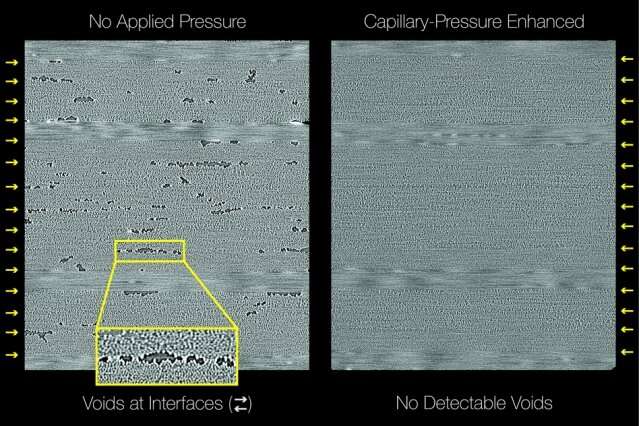 No Applied Pressure
Capillary-Pressure Enhanced
Voids at Interfaces (⇄)
No Detectable Voids